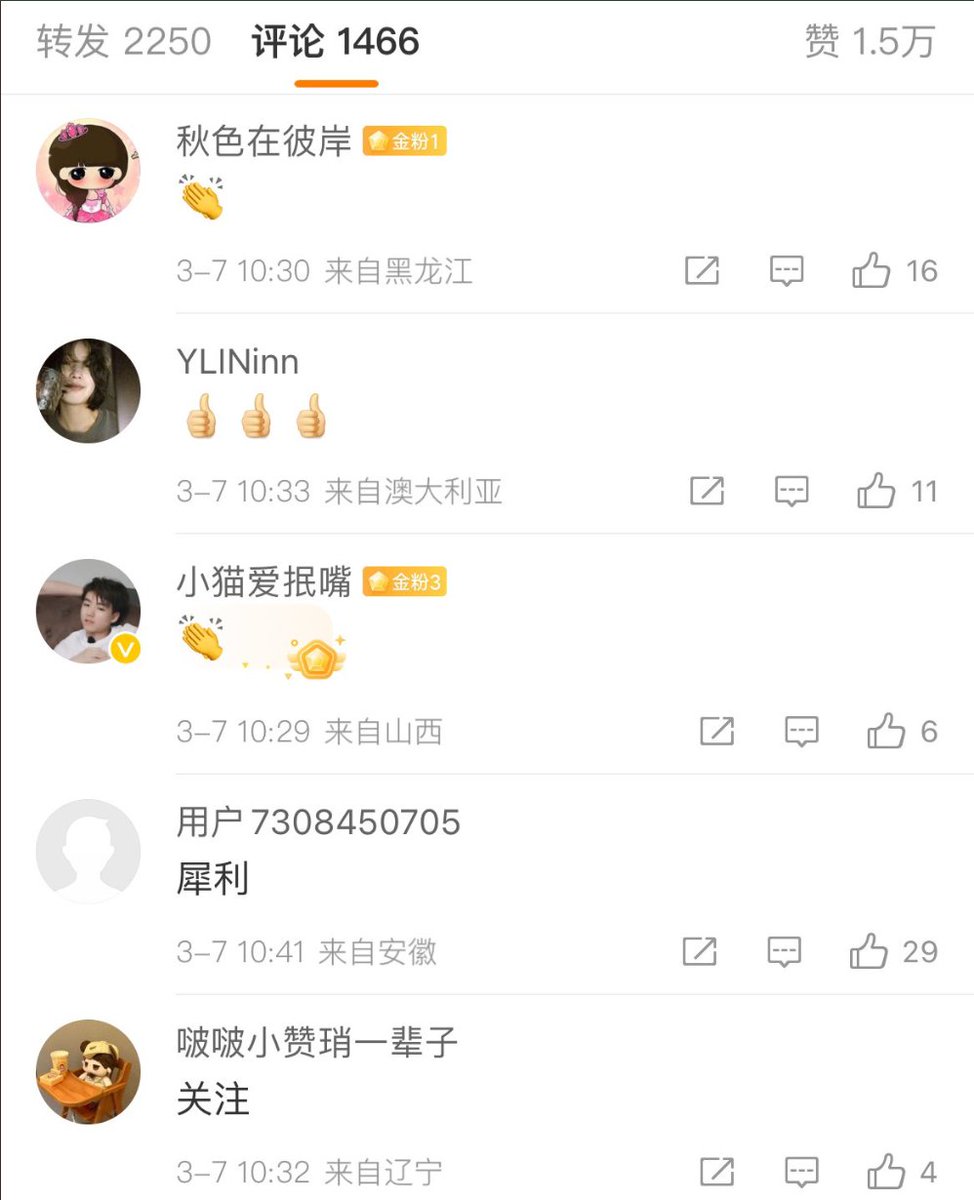 转发 2250 评论 1466 赞 1.5万
秋色在彼岸 金粉1
👏
3-7 10:30 来自黑龙江 16
YLINinn
👍 👍 👍
3-7 10:33 来自澳大利亚 11
小猫爱抿嘴 金粉3
👏
3-7 10:29 来自山西 6
用户7308450705
犀利
3-7 10:41 来自安徽 29
啵啵小赞琑一辈子
关注
3-7 10:32 来自辽宁 4